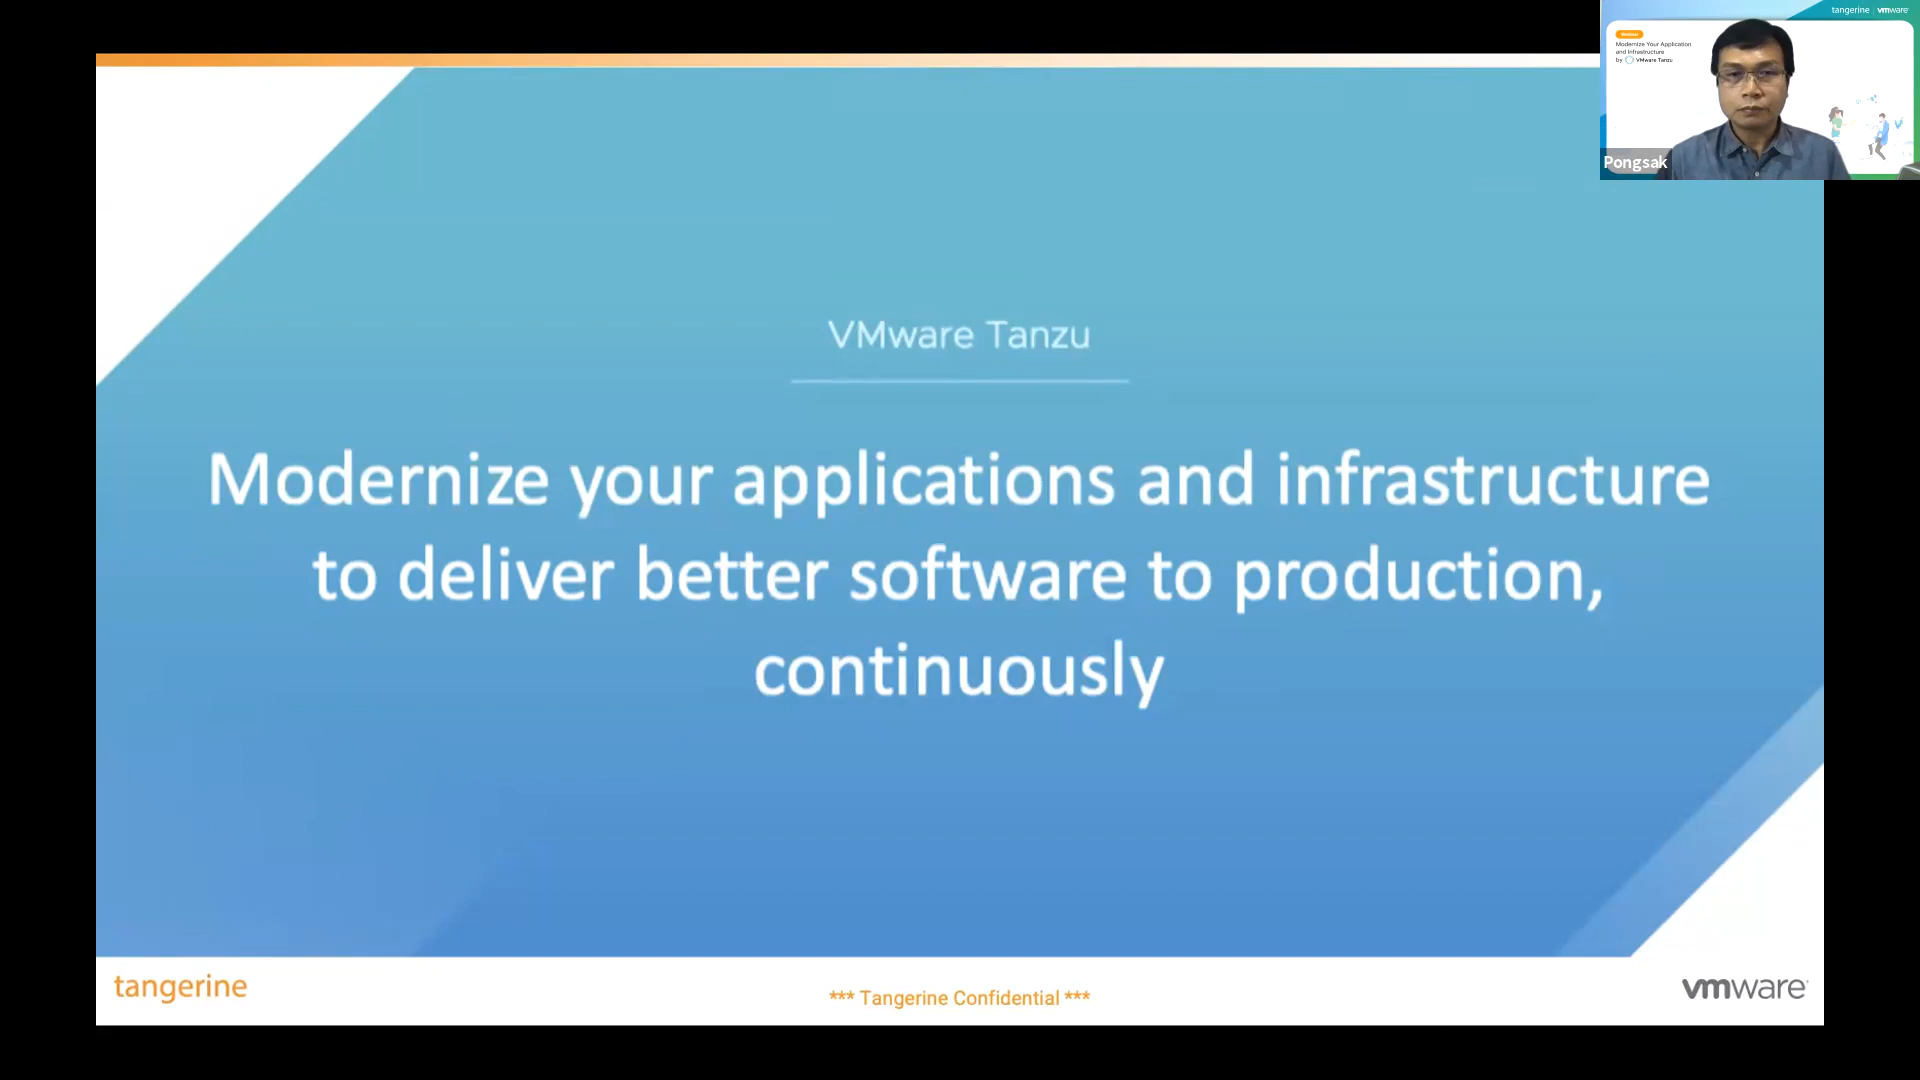 tangerine vmware
Webinar
Modernize Your Application
and Infrastructure
by VMware Tanzu
Pongsak
VMware Tanzu
Modernize your applications and infrastructure
to deliver better software to production,
continuously
tangerine
*** Tangerine Confidential ***
vmware